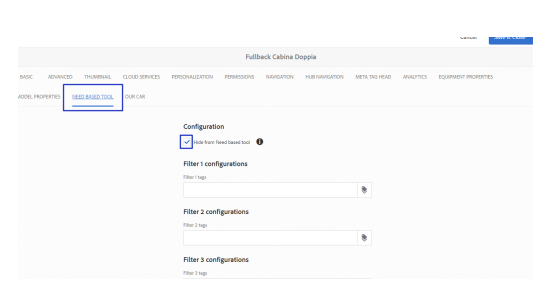 Cancel Save & Close
Fullback Cabina Doppia
BASIC ADVANCED THUMBNAIL CLOUD SERVICES PERSONALIZATION PERMISSIONS NAVIGATION HUB NAVIGATION META TAG HEAD ANALYTICS EQUIPMENT PROPERTIES
MODEL PROPERTIES NEED BASED TOOL OUR CAR
Configuration
Hide from Need based tool
Filter 1 configurations
Filter 1 tags
Filter 2 configurations
Filter 2 tags
Filter 3 configurations
Filter 3 tags